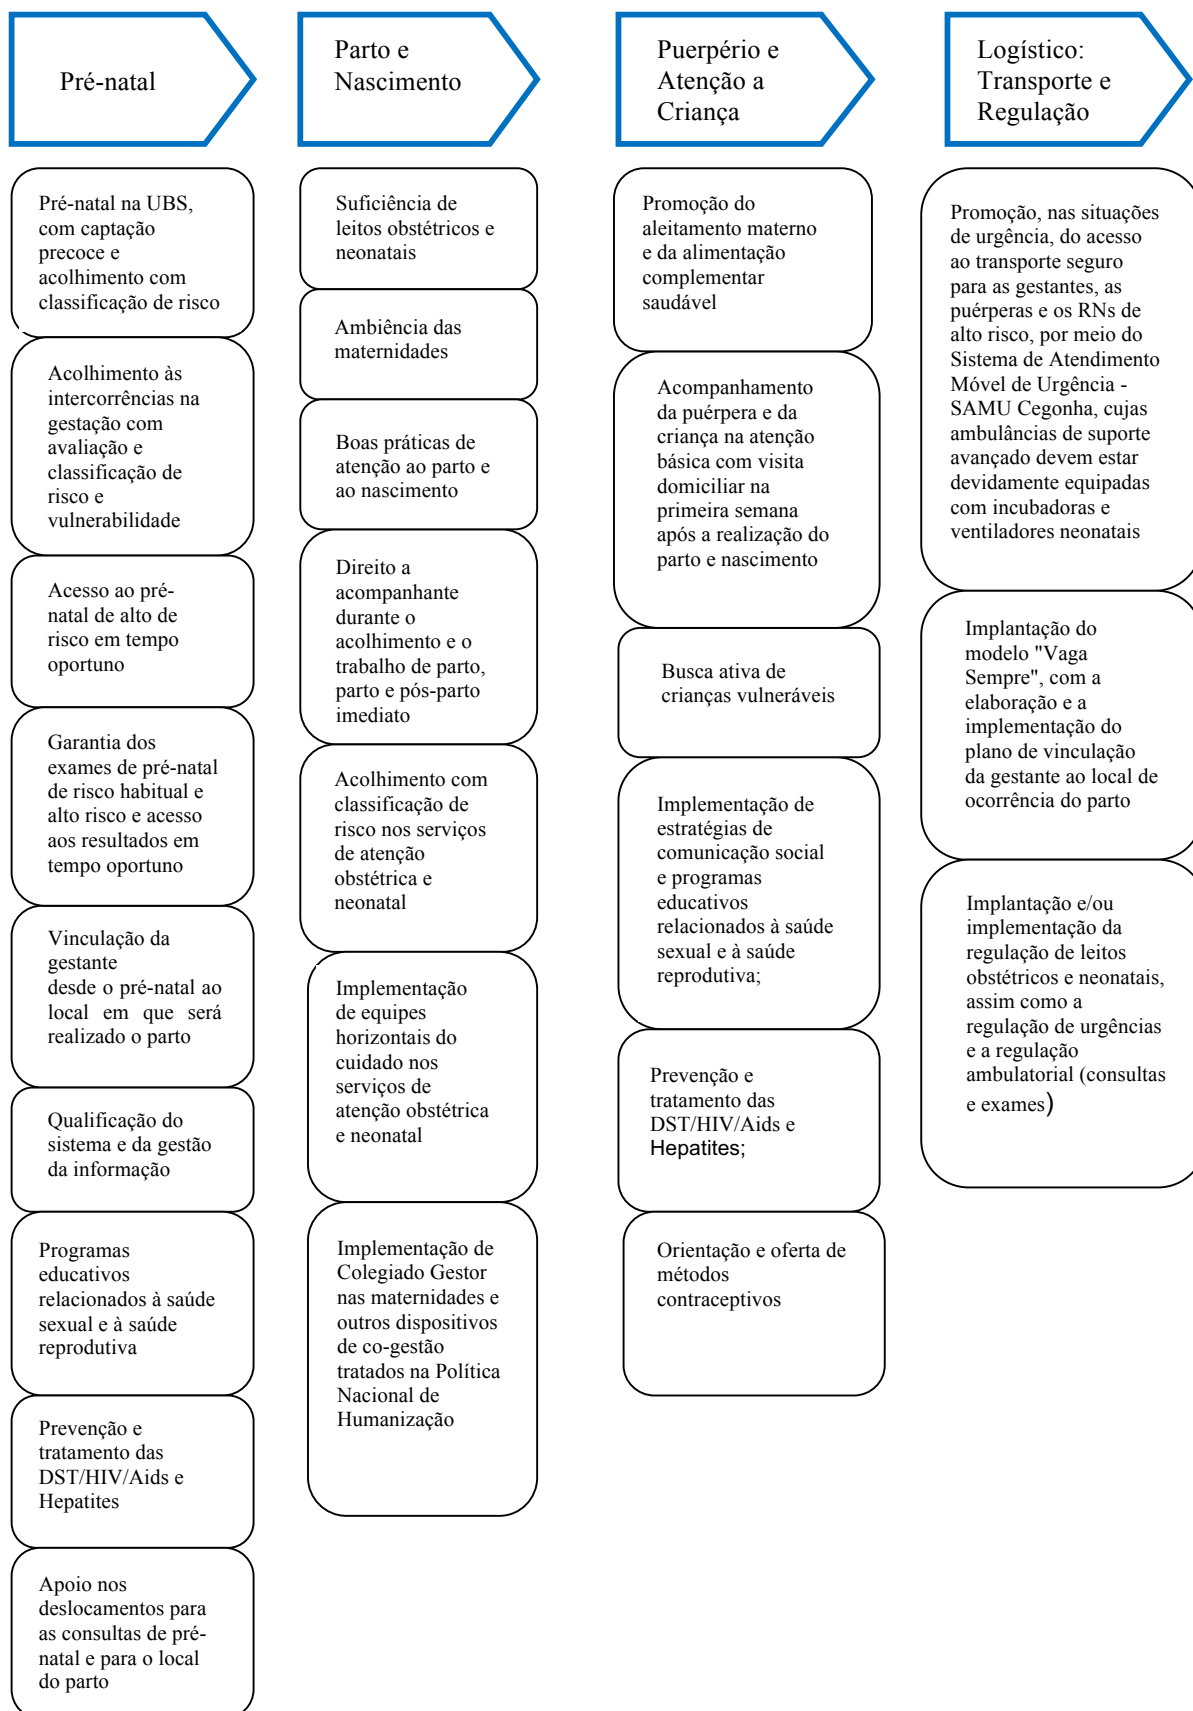 Pré-natal
Parto e
Nascimento
Puerpério e
Atenção a
Criança
Logístico:
Transporte e
Regulação
Pré-natal na UBS,
com captação
precoce e
acolhimento com
classificação de risco
Acolhimento às
intercorrências na
gestação com
avaliação e
classificação de
risco e
vulnerabilidade
Acesso ao pré-
natal de alto de
risco em tempo
oportuno
Garantia dos
exames de pré-natal
de risco habitual e
alto risco e acesso
aos resultados em
tempo oportuno
Vinculação da
gestante
desde o pré-natal ao
local em que será
realizado o parto
Qualificação do
sistema e da gestão
da informação
Programas
educativos
relacionados à saúde
sexual e à saúde
reprodutiva
Prevenção e
tratamento das
DST/HIV/Aids e
Hepatites
Apoio nos
deslocamentos para
as consultas de pré-
natal e para o local
do parto
Suficiência de
leitos obstétricos e
neonatais
Ambiência das
maternidades
Boas práticas de
atenção ao parto e
ao nascimento
Direito a
acompanhante
durante o
acolhimento e o
trabalho de parto,
parto e pós-parto
imediato
Acolhimento com
classificação de
risco nos serviços
de atenção
obstétrica e
neonatal
Implementação
de equipes
horizontais do
cuidado nos
serviços de
atenção obstétrica
e neonatal
Implementação de
Colegiado Gestor
nas maternidades e
outros dispositivos
de co-gestão
tratados na Política
Nacional de
Humanização
Promoção do
aleitamento materno
e da alimentação
complementar
saudável
Acompanhamento
da puérpera e da
criança na atenção
básica com visita
domiciliar na
primeira semana
após a realização do
parto e nascimento
Busca ativa de
crianças vulneráveis
Implementação de
estratégias de
comunicação social
e programas
educativos
relacionados à saúde
sexual e à saúde
reprodutiva;
Prevenção e
tratamento das
DST/HIV/Aids e
Hepatites;
Orientação e oferta de
métodos
contraceptivos
Promoção, nas situações
de urgência, do acesso
ao transporte seguro
para as gestantes, as
puérperas e os RNs de
alto risco, por meio do
Sistema de Atendimento
Móvel de Urgência -
SAMU Cegonha, cujas
ambulâncias de suporte
avançado devem estar
devidamente equipadas
com incubadoras e
ventiladores neonatais
Implantação do
modelo "Vaga
Sempre", com a
elaboração e a
implementação do
plano de vinculação
da gestante ao local de
ocorrência do parto
Implantação e/ou
implementação da
regulação de leitos
obstétricos e neonatais,
assim como a
regulação de urgências
e a regulação
ambulatorial (consultas
e exames)